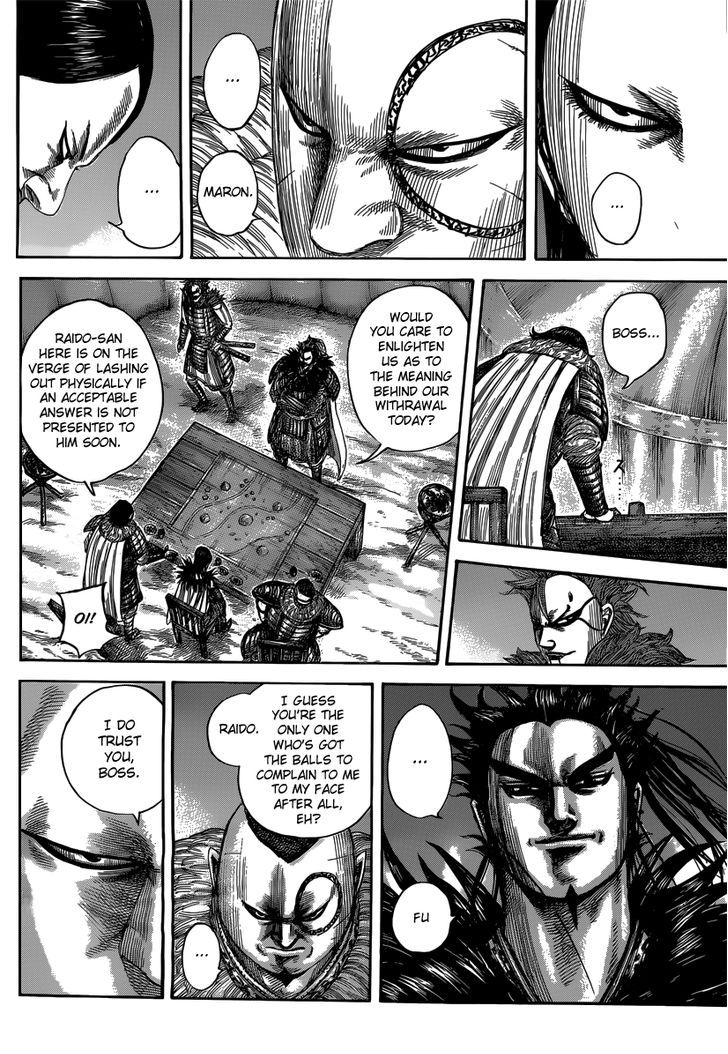 ...
...
MARON.
...
BOSS...
ス...
WOULD
YOU CARE TO
ENLIGHTEN
US AS TO
THE MEANING
BEHIND OUR
WITHRAWAL
TODAY?
RAIDO-SAN
HERE IS ON THE
VERGE OF LASHING
OUT PHYSICALLY IF
AN ACCEPTABLE
ANSWER IS NOT
PRESENTED TO
HIM SOON.
OI!
...
FU
I GUESS
YOU'RE THE
ONLY ONE
WHO'S GOT
THE BALLS TO
COMPLAIN TO ME
TO MY FACE
AFTER ALL,
EH?
RAIDO.
...
I DO
TRUST
YOU,
BOSS.